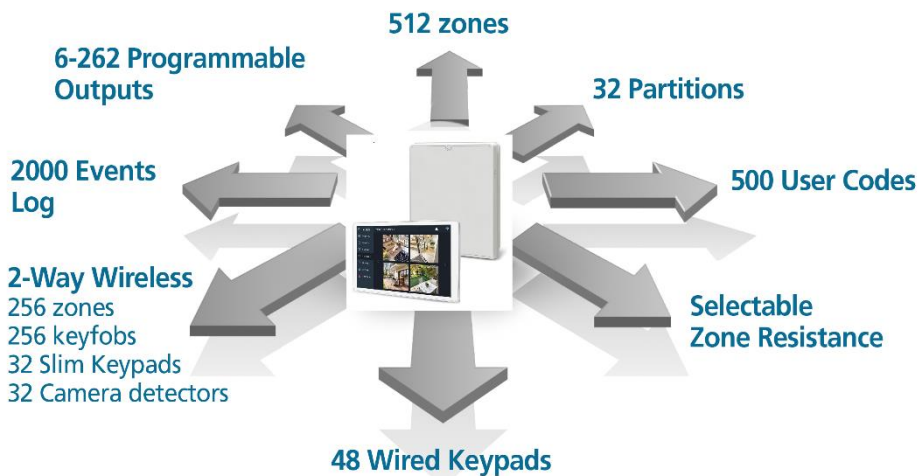 512 zones
6-262 Programmable
Outputs
32 Partitions
2000 Events
Log
500 User Codes
2-Way Wireless
256 zones
256 keyfobs
32 Slim Keypads
32 Camera detectors
Selectable
Zone Resistance
48 Wired Keypads